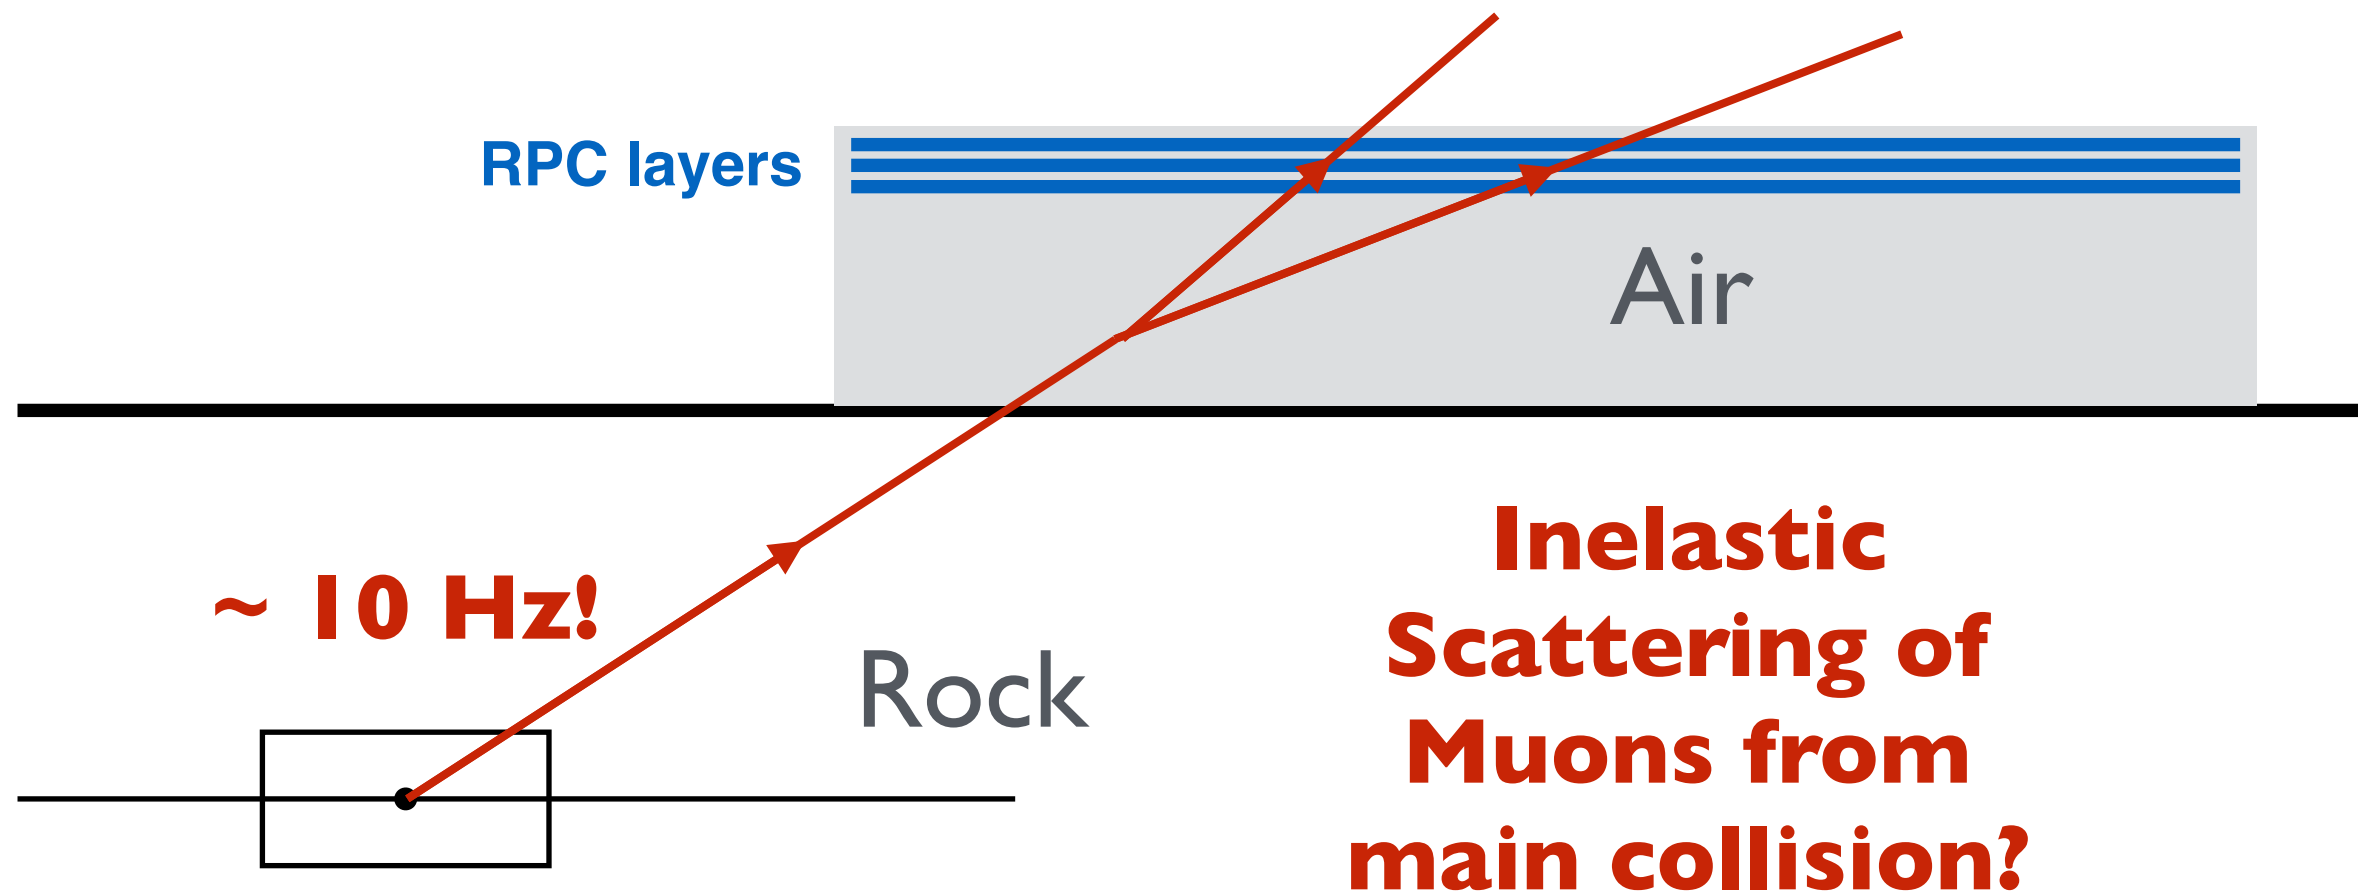 RPC layers
Air
~ 10 Hz!
Rock
Inelastic
Scattering of
Muons from
main collision?